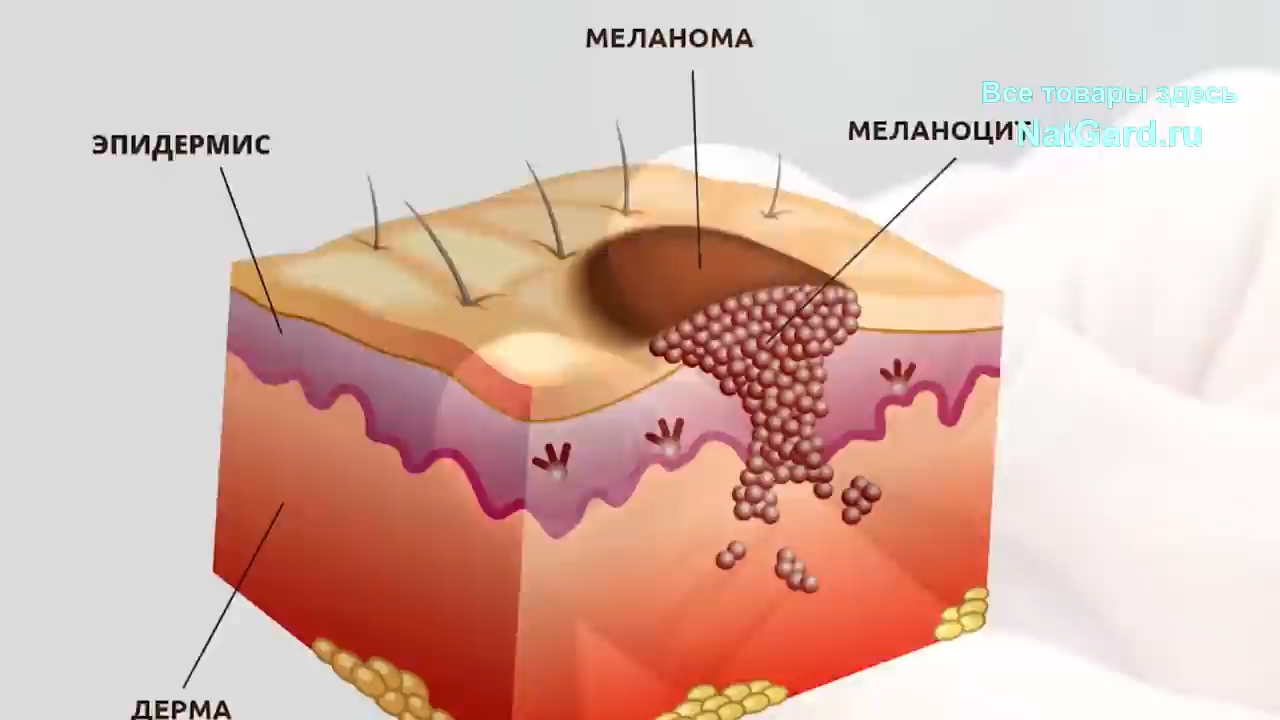 МЕЛАНОМА
Все товары здесь
МЕЛАНОЦИТ
NatGard.ru
ЭПИДЕРМИС
ДЕРМА